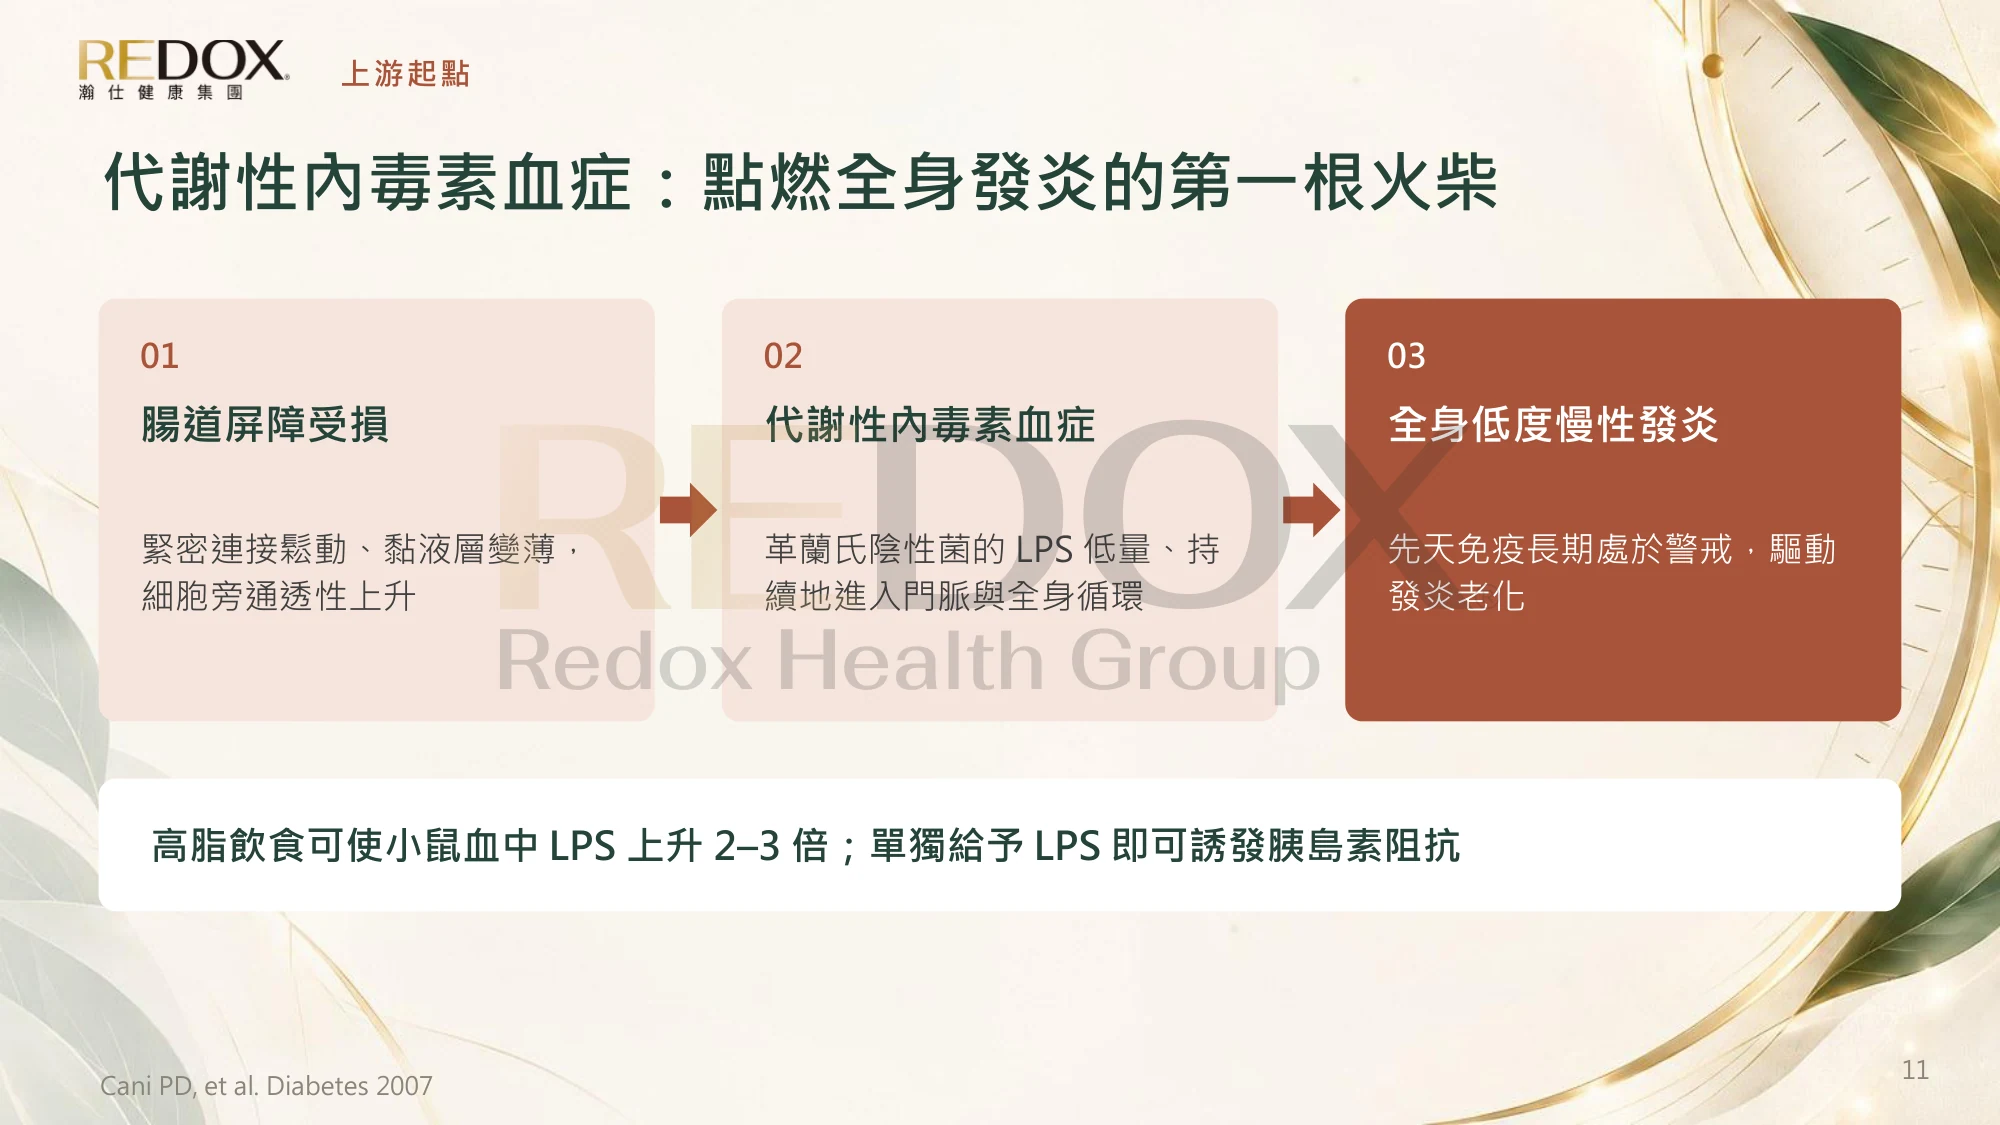 REDOX®
瀚仕健康集團
上游起點
代謝性內毒素血症：點燃全身發炎的第一根火柴
01
腸道屏障受損
緊密連接鬆動、黏液層變薄，
細胞旁通透性上升
02
代謝性內毒素血症
革蘭氏陰性菌的 LPS 低量、持
續地進入門脈與全身循環
03
全身低度慢性發炎
先天免疫長期處於警戒，驅動
發炎老化
REDOX
Redox Health Group
高脂飲食可使小鼠血中 LPS 上升 2–3 倍；單獨給予 LPS 即可誘發胰島素阻抗
Cani PD, et al. Diabetes 2007
11